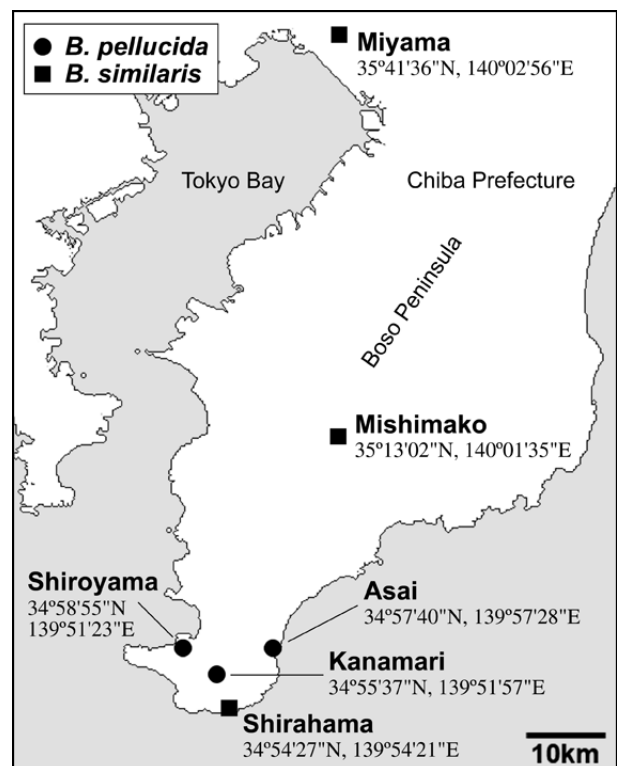 B. pellucida
B. similaris
Miyama
35º41'36"N, 140º02'56"E
Tokyo Bay
Chiba Prefecture
Boso Peninsula
Mishimako
35º13'02"N, 140º01'35"E
Shiroyama
34º58'55"N
139º51'23"E
Asai
34º57'40"N, 139º57'28"E
Kanamari
34º55'37"N, 139º51'57"E
Shirahama
34º54'27"N, 139º54'21"E
10km